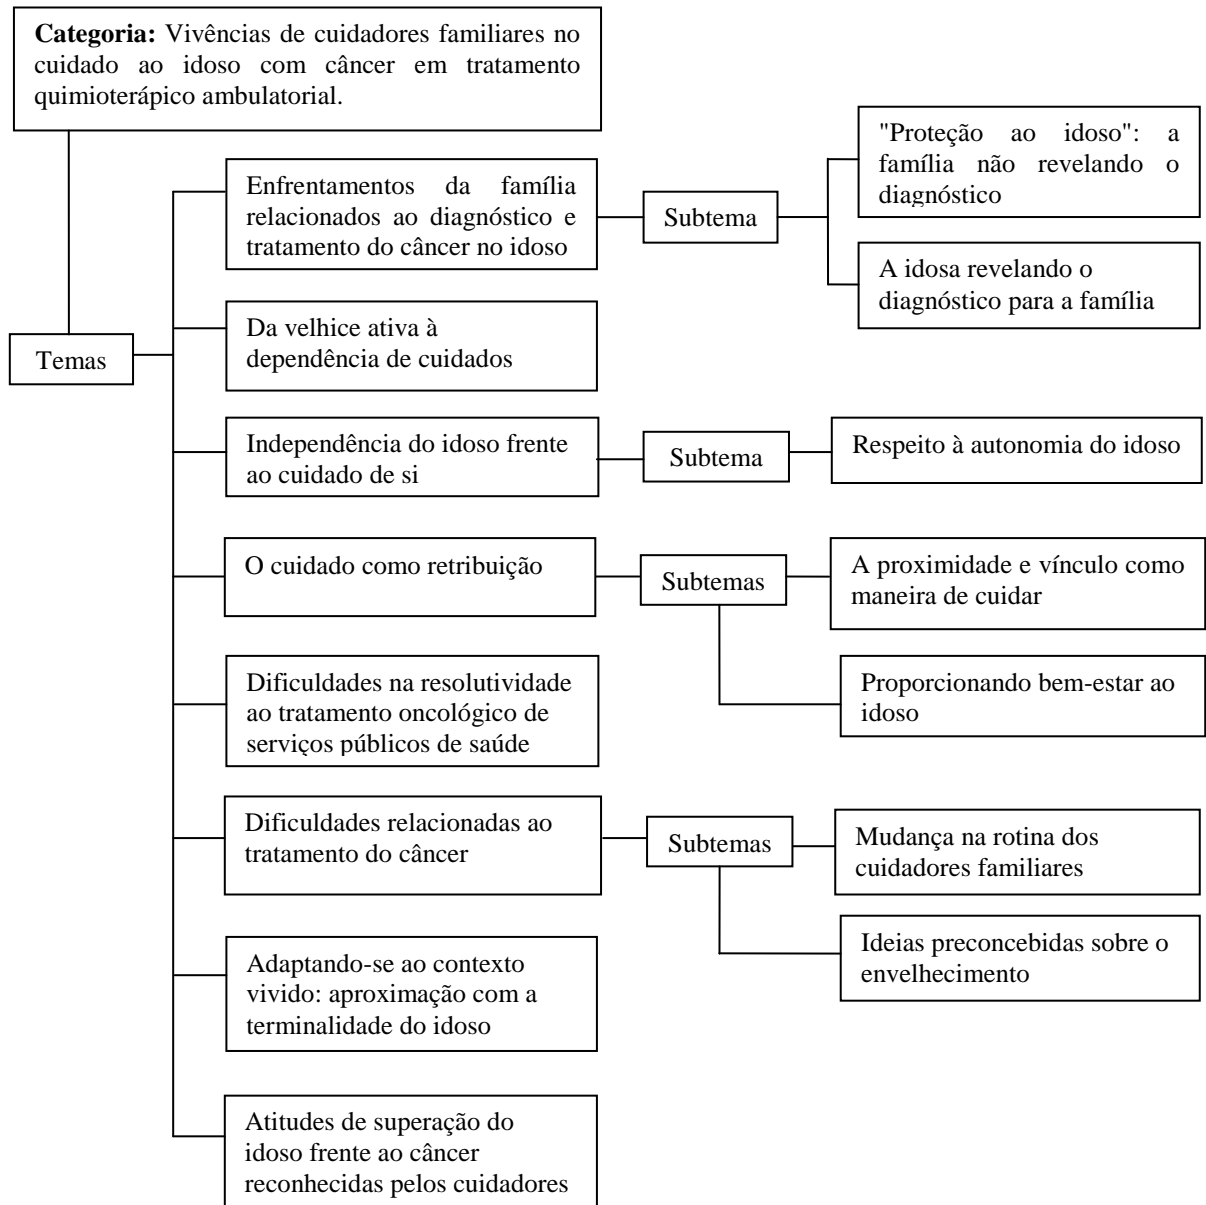 Categoria: Vivências de cuidadores familiares no
cuidado ao idoso com câncer em tratamento
quimioterápico ambulatorial.
Temas
Enfrentamentos da família
relacionados ao diagnóstico e
tratamento do câncer no idoso
Subtema
"Proteção ao idoso": a
família não revelando o
diagnóstico
A idosa revelando o
diagnóstico para a família
Da velhice ativa à
dependência de cuidados
Independência do idoso frente
ao cuidado de si
Subtema
Respeito à autonomia do idoso
O cuidado como retribuição
Subtemas
A proximidade e vínculo como
maneira de cuidar
Proporcionando bem-estar ao
idoso
Dificuldades na resolutividade
ao tratamento oncológico de
serviços públicos de saúde
Dificuldades relacionadas ao
tratamento do câncer
Subtemas
Mudança na rotina dos
cuidadores familiares
Ideias preconcebidas sobre o
envelhecimento
Adaptando-se ao contexto
vivido: aproximação com a
terminalidade do idoso
Atitudes de superação do
idoso frente ao câncer
reconhecidas pelos cuidadores